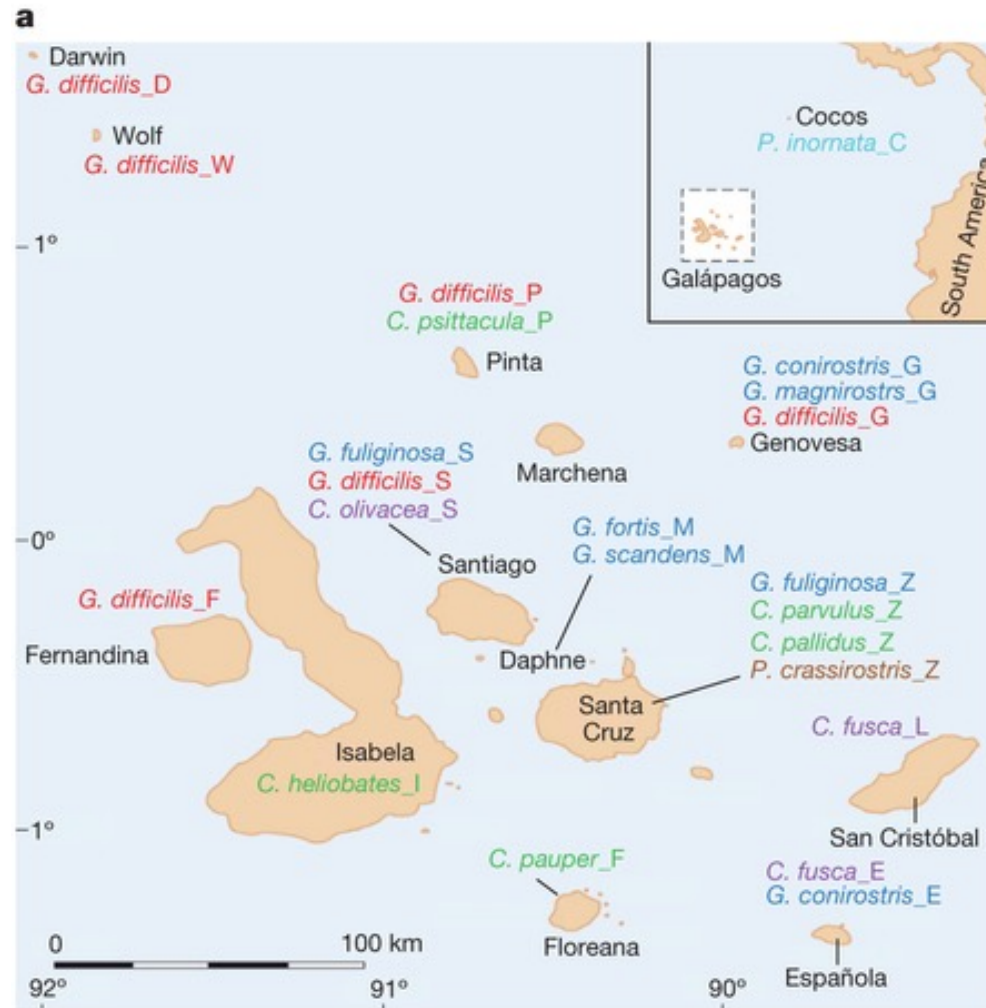 a
Darwin
G. difficilis_D
Wolf
G. difficilis_W
Cocos
P. inornata_C
South America
Galápagos
1°
G. difficilis_P
C. psittacula_P
Pinta
G. conirostris_G
G. magnirostrs_G
G. difficilis_G
Genovesa
Marchena
G. fuliginosa_S
G. difficilis_S
C. olivacea_S
Santiago
0°
G. fortis_M
G. scandens_M
Daphne
G. difficilis_F
Fernandina
G. fuliginosa_Z
C. parvulus_Z
C. pallidus_Z
P. crassirostris_Z
Santa
Cruz
Isabela
C. heliobates_I
C. fusca_L
San Cristóbal
1°
C. pauper_F
Floreana
C. fusca_E
G. conirostris_E
Española
0 100 km
92° 91° 90°